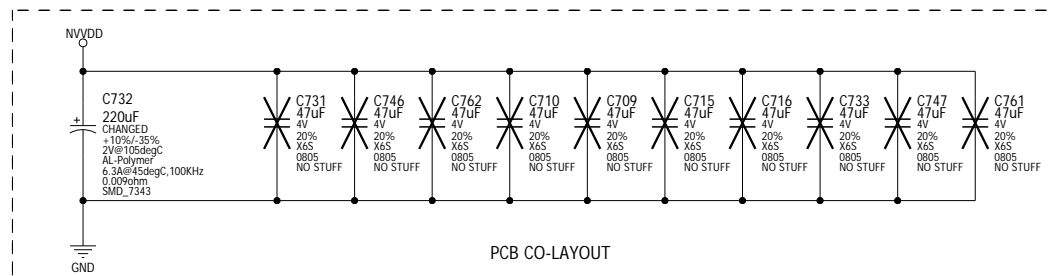 NVVDD
C732
220uF
CHANGED
+10%/-35%
2V@105degC
AL-Polymer
6.3A@45degC,100KHz
0.009ohm
SMD_7343
+
GND
C731
47uF
4V
20%
X6S
0805
NO STUFF
C746
47uF
4V
20%
X6S
0805
NO STUFF
C762
47uF
4V
20%
X6S
0805
NO STUFF
C710
47uF
4V
20%
X6S
0805
NO STUFF
C709
47uF
4V
20%
X6S
0805
NO STUFF
C715
47uF
4V
20%
X6S
0805
NO STUFF
C716
47uF
4V
20%
X6S
0805
NO STUFF
C733
47uF
4V
20%
X6S
0805
NO STUFF
C747
47uF
4V
20%
X6S
0805
NO STUFF
C761
47uF
4V
20%
X6S
0805
NO STUFF
PCB CO-LAYOUT